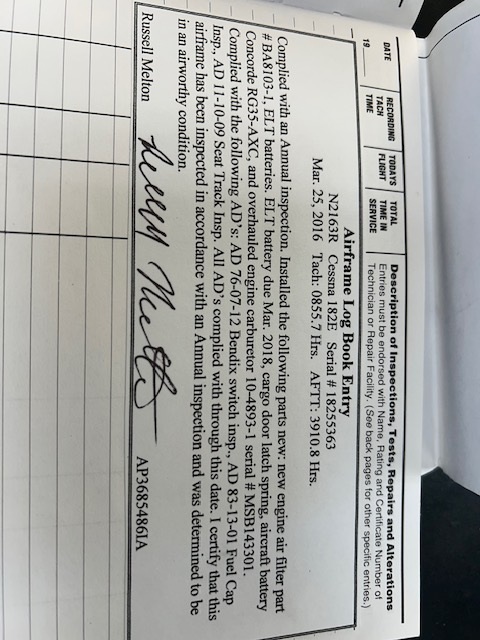 DATE
19
RECORDING TACH TIME
TODAYS FLIGHT
TOTAL TIME IN SERVICE
Description of Inspections, Tests, Repairs and Alterations
Entries must be endorsed with Name, Rating and Certificate Number of
Technician or Repair Facility. (See back pages for other specific entries.)
Airframe Log Book Entry
N2163R Cessna 182E Serial # 18255363
Mar. 25, 2016 Tach: 0855.7 Hrs. AFTT: 3910.8 Hrs.
Complied with an Annual inspection. Installed the following parts new: new engine air filter part
# BA8103-1, ELT batteries. ELT battery due Mar. 2018, cargo door latch spring, aircraft battery
Concorde RG35-AXC, and overhauled engine carburetor 10-4893-1 serial # MSB143301.
Complied with the following AD's: AD 76-07-12 Bendix switch insp., AD 83-13-01 Fuel Cap
Insp., AD 11-10-09 Seat Track Insp. All AD's complied with through this date. I certify that this
airframe has been inspected in accordance with an Annual inspection and was determined to be
in an airworthy condition.
Russell Melton AP3685486IA